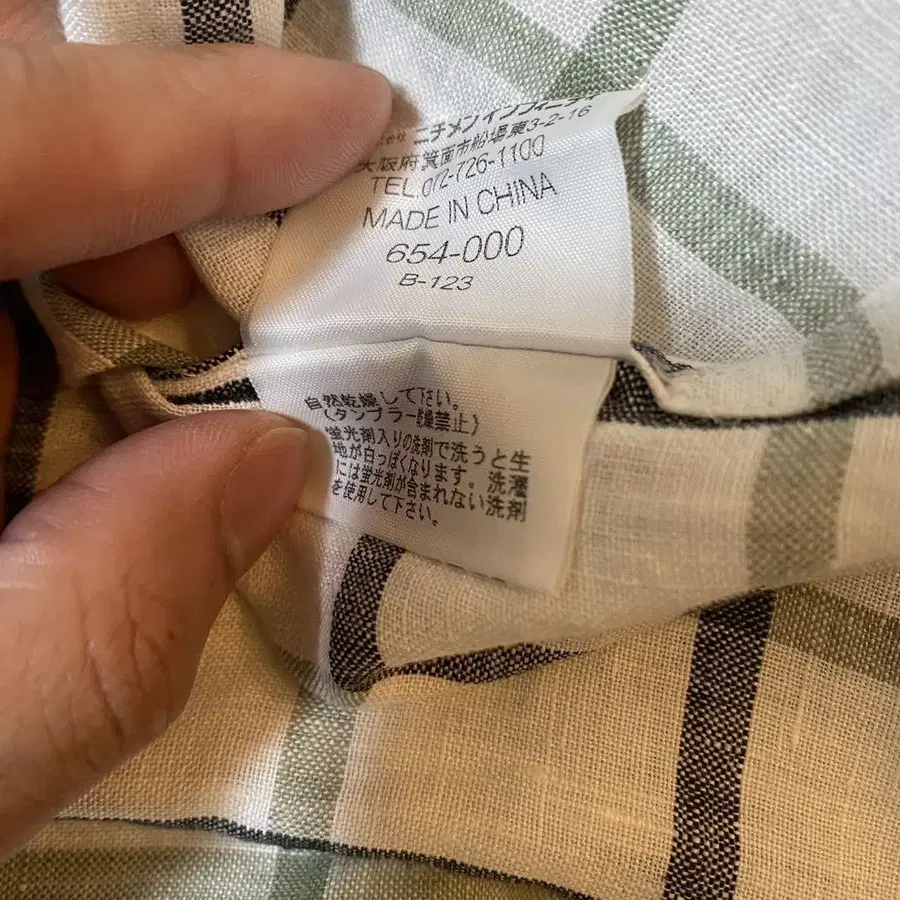 ニチメンインフィニティ
大阪府箕面市船場東3-2-16
TEL.072-726-1100
MADE IN CHINA
654-000
B-123
自然乾燥して下さい。
(タンブラー乾燥禁止)
蛍光剤入りの洗剤で洗うと生
地が白っぽくなります。洗濯
には蛍光剤が含まれない洗剤
を使用して下さい。